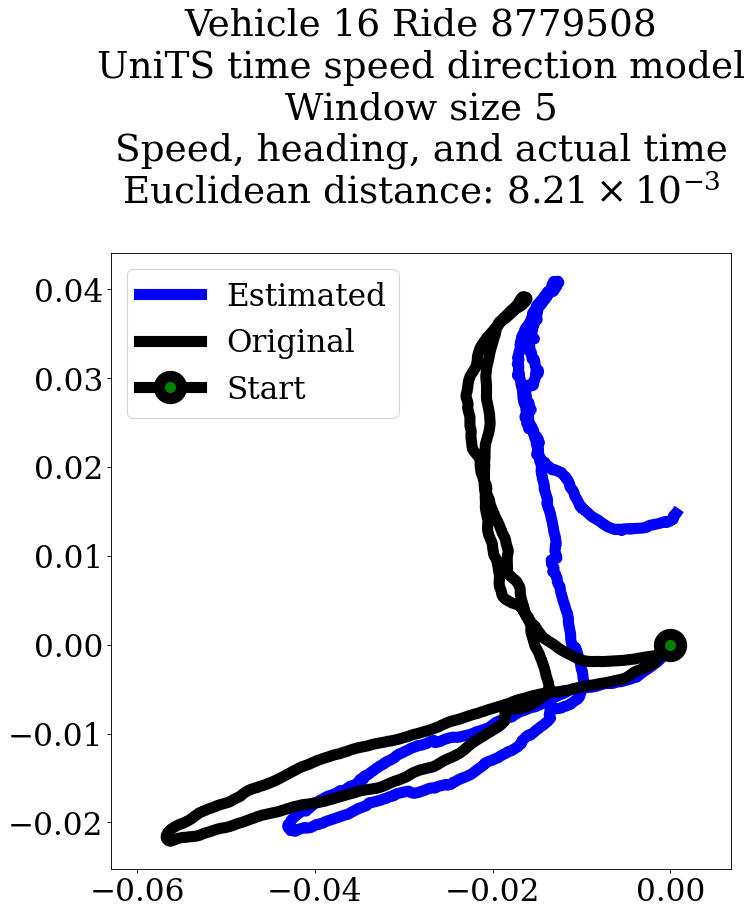 Vehicle 16 Ride 8779508
UniTS time speed direction model
Window size 5
Speed, heading, and actual time
Euclidean distance: 8.21 × 10⁻³
Estimated
Original
Start
0.04
0.03
0.02
0.01
0.00
−0.01
−0.02
−0.06 −0.04 −0.02 0.00